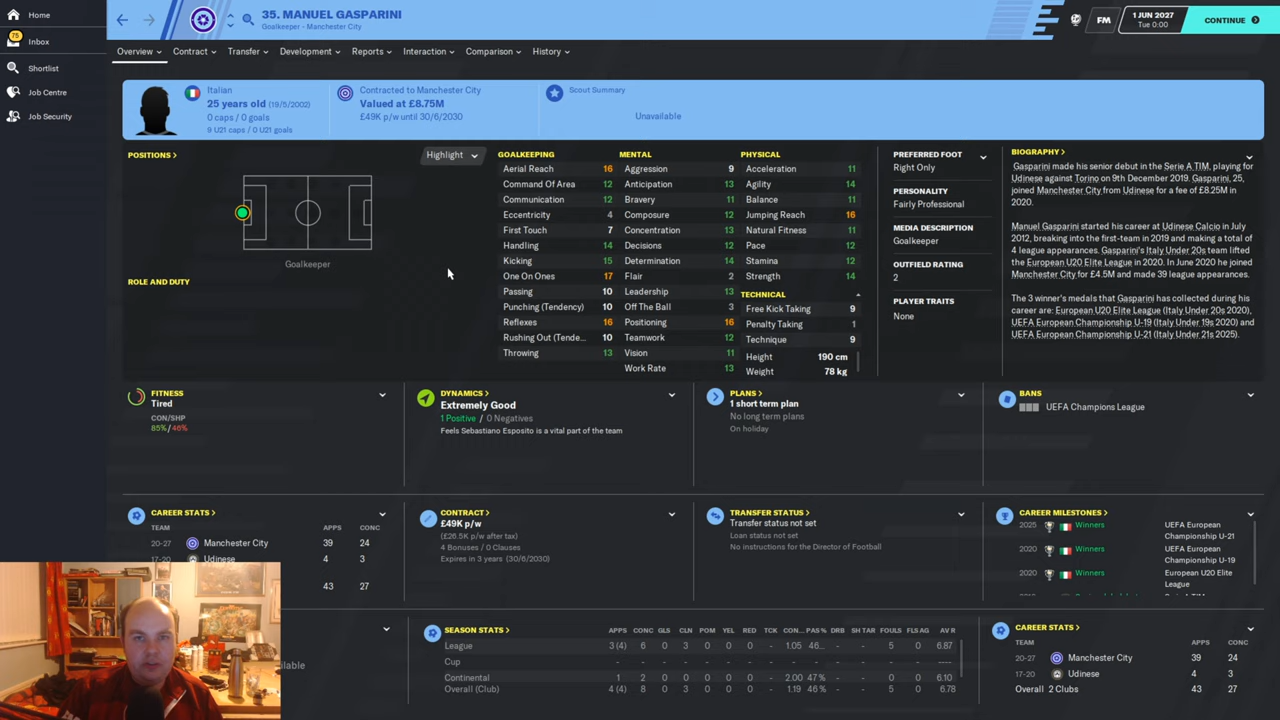 Home
75
Inbox
Shortlist
Job Centre
Job Security
35. MANUEL GASPARINI
Goalkeeper - Manchester City
FM
1 JUN 2027
Tue 0:00
CONTINUE
Overview
Contract
Transfer
Development
Reports
Interaction
Comparison
History
Italian
25 years old (19/5/2002)
0 caps / 0 goals
9 U21 caps / 0 U21 goals
Contracted to Manchester City
Valued at £8.75M
£49K p/w until 30/6/2030
Scout Summary
Unavailable
POSITIONS >
Highlight
Goalkeeper
ROLE AND DUTY
GOALKEEPING
Aerial Reach 16
Command Of Area 12
Communication 12
Eccentricity 4
First Touch 7
Handling 14
Kicking 15
One On Ones 17
Passing 10
Punching (Tendency) 10
Reflexes 16
Rushing Out (Tende... 10
Throwing 13
MENTAL
Aggression 9
Anticipation 13
Bravery 11
Composure 12
Concentration 13
Decisions 12
Determination 14
Flair 2
Leadership 13
Off The Ball 3
Positioning 16
Teamwork 12
Vision 11
Work Rate 13
PHYSICAL
Acceleration 11
Agility 14
Balance 11
Jumping Reach 16
Natural Fitness 11
Pace 12
Stamina 12
Strength 14
TECHNICAL
Free Kick Taking 9
Penalty Taking 1
Technique 9
Height 190 cm
Weight 78 kg
PREFERRED FOOT
Right Only
PERSONALITY
Fairly Professional
MEDIA DESCRIPTION
Goalkeeper
OUTFIELD RATING
2
PLAYER TRAITS
None
BIOGRAPHY >
Gasparini made his senior debut in the Serie A TIM, playing for
Udinese against Torino on 9th December 2019. Gasparini, 25,
joined Manchester City from Udinese for a fee of £8.25M in
2020.
Manuel Gasparini started his career at Udinese Calcio in July
2012, breaking into the first-team in 2019 and making a total of
4 league appearances. Gasparini's Italy Under 20s team lifted
the European U20 Elite League in 2020. In June 2020 he joined
Manchester City for £4.5M and made 39 league appearances.
The 3 winner's medals that Gasparini has collected during his
career are: European U20 Elite League (Italy Under 20s 2020),
UEFA European Championship U-19 (Italy Under 19s 2020) and
UEFA European Championship U-21 (Italy Under 21s 2025).
FITNESS
Tired
CON/SHP
85%/46%
DYNAMICS >
Extremely Good
1 Positive / 0 Negatives
Feels Sebastiano Esposito is a vital part of the team
PLANS >
1 short term plan
No long term plans
On holiday
BANS
UEFA Champions League
CAREER STATS >
TEAM APPS CONC
20-27 Manchester City 39 24
17-20 Udinese 4 3
43 27
CONTRACT >
£49K p/w
(£26.5K p/w after tax)
4 Bonuses / 0 Clauses
Expires in 3 years (30/6/2030)
TRANSFER STATUS >
Transfer status not set
Loan status not set
No instructions for the Director of Football
CAREER MILESTONES >
2025 Winners UEFA European Championship U-21
2020 Winners UEFA European Championship U-19
2020 Winners European U20 Elite League
SEASON STATS > APPS CONC GLS CLN POM YEL RED TCK CON... PAS% DRB SH TAR FOULS FLS AG AV R
League 3 (4) 6 0 3 0 0 0 - 1.05 46... - - 5 0 6.87
Cup - - - - - - - - - - - - - - ----
Continental 1 2 0 0 0 0 0 - 2.00 47 % - - 0 0 6.10
Overall (Club) 4 (4) 8 0 3 0 0 0 - 1.19 46 % - - 5 0 6.78
CAREER STATS >
TEAM APPS CONC
20-27 Manchester City 39 24
17-20 Udinese 4 3
Overall 2 Clubs 43 27